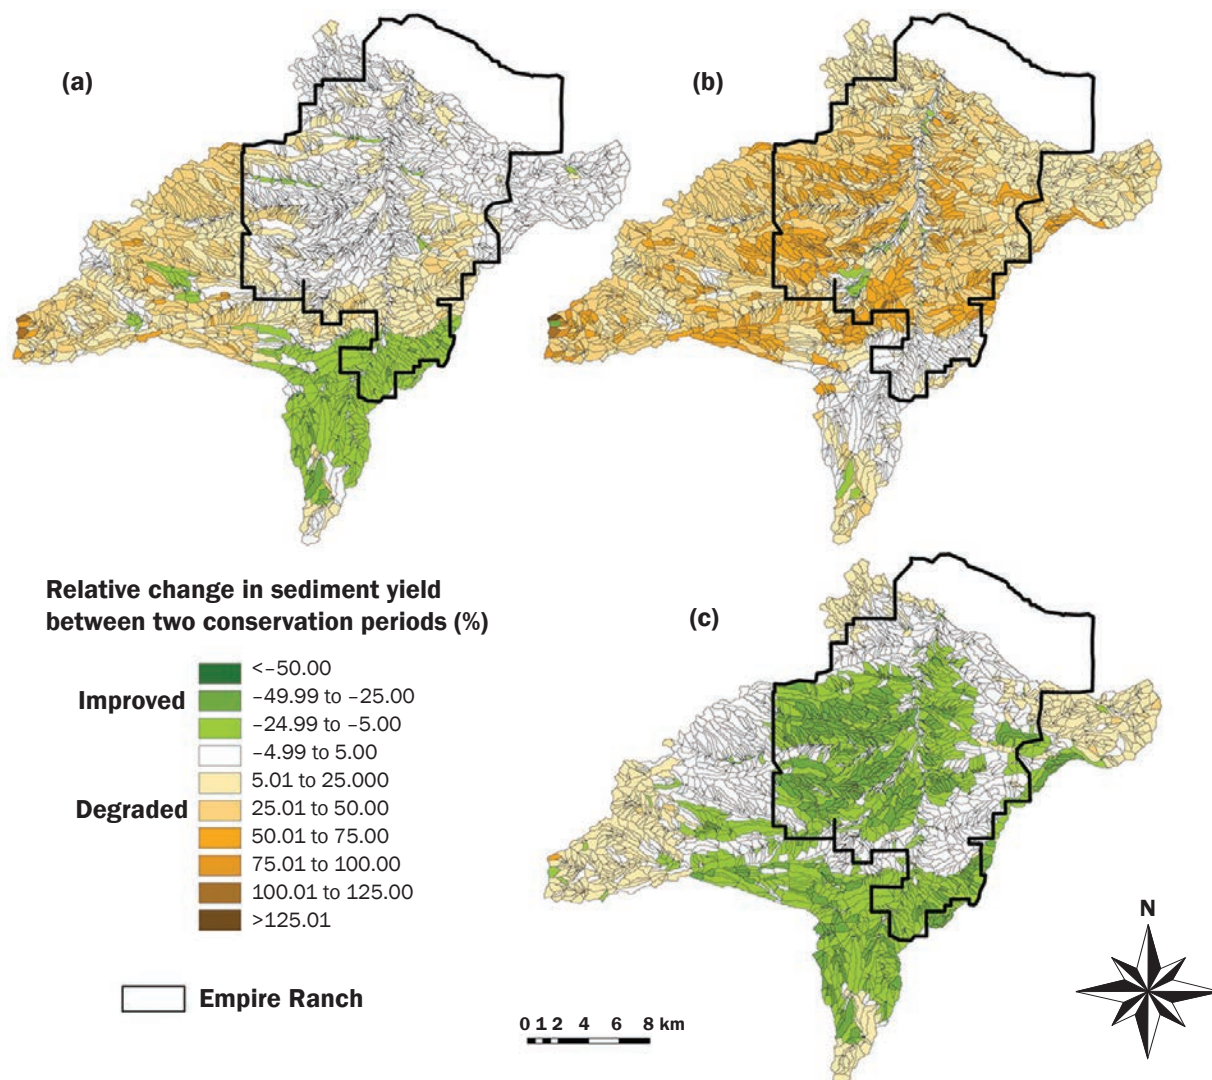 (a)
(b)
Relative change in sediment yield
between two conservation periods (%)
(c)
<–50.00
Improved
–49.99 to –25.00
–24.99 to –5.00
–4.99 to 5.00
5.01 to 25.000
Degraded
25.01 to 50.00
50.01 to 75.00
75.01 to 100.00
100.01 to 125.00
>125.01
N
Empire Ranch
0 1 2 4 6 8 km